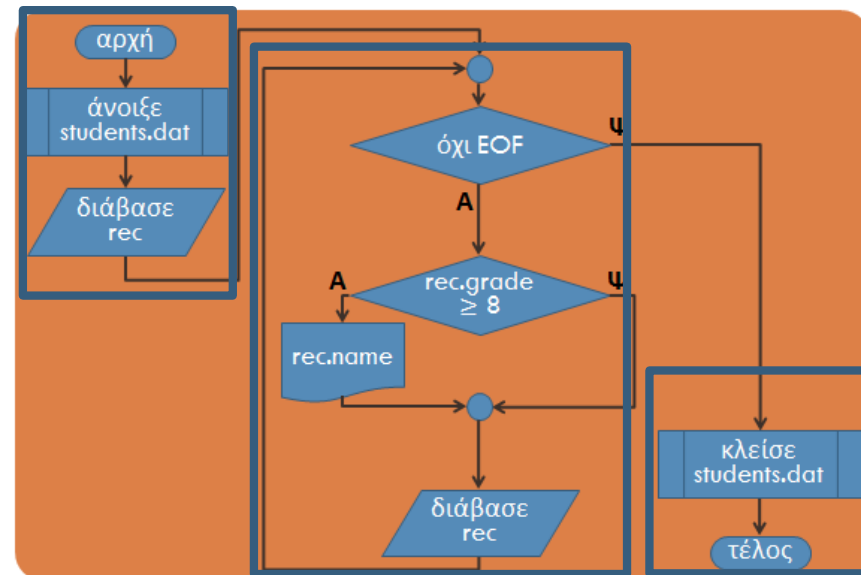 αρχή
άνοιξε
students.dat
διάβασε
rec
όχι EOF
Ψ
Α
rec.grade
≥ 8
Α
Ψ
rec.name
διάβασε
rec
κλείσε
students.dat
τέλος